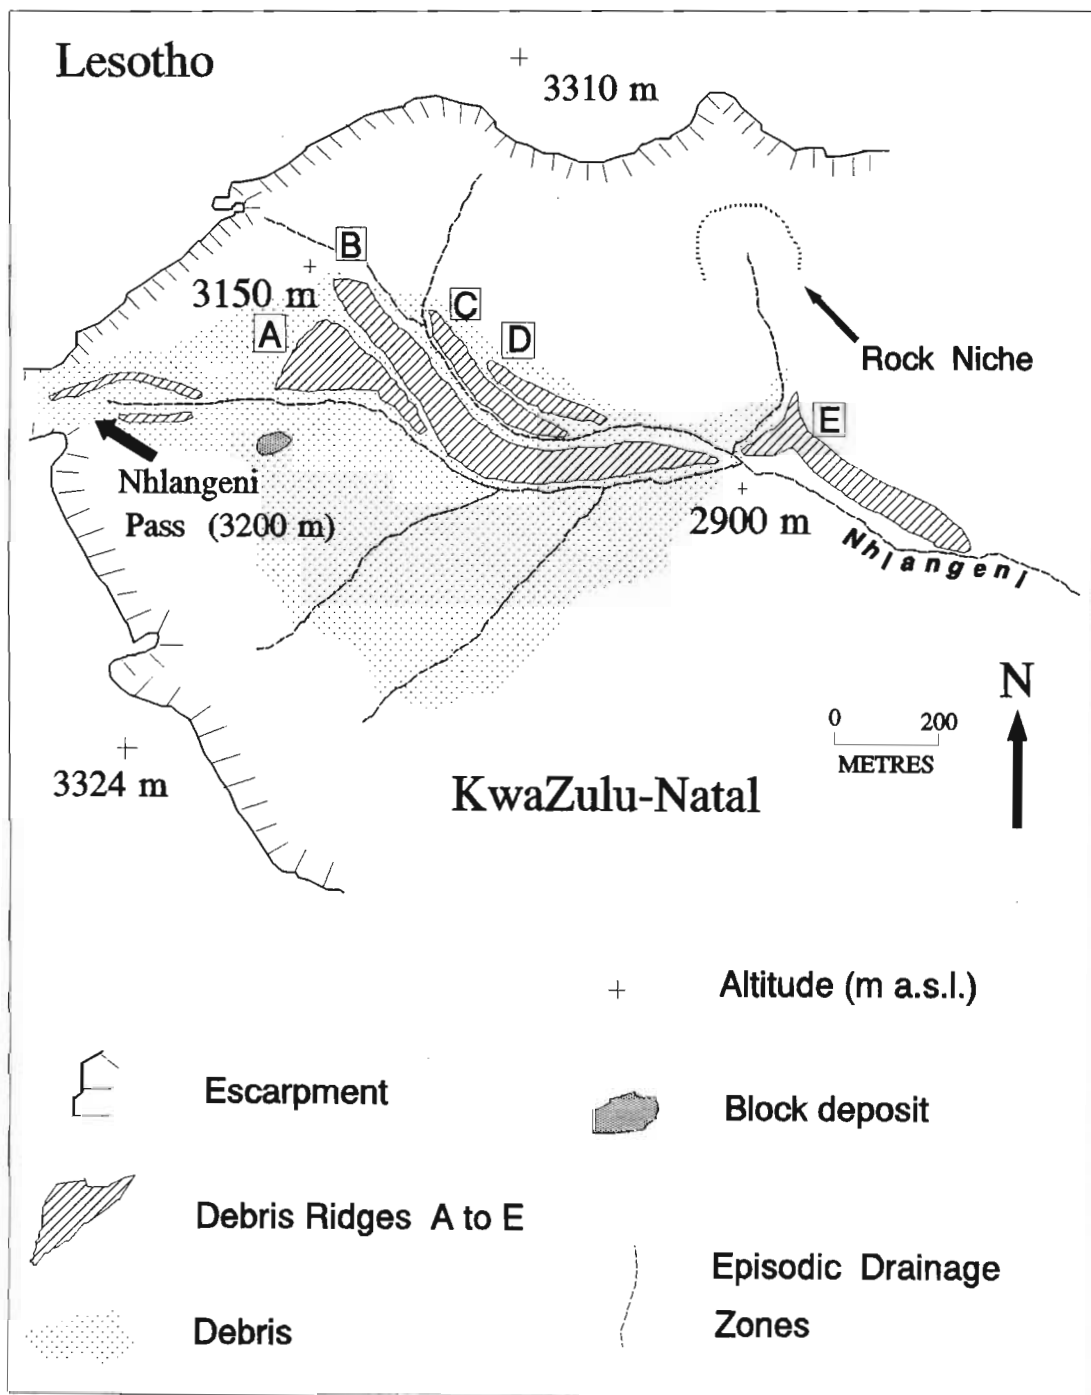 Lesotho
3310 m
B
3150 m
A
C
D
Rock Niche
E
Nhlangeni
Pass (3200 m)
2900 m
Nhlangeni
N
0 200
METRES
3324 m
KwaZulu-Natal
Altitude (m a.s.l.)
Escarpment
Block deposit
Debris Ridges A to E
Episodic Drainage
Zones
Debris